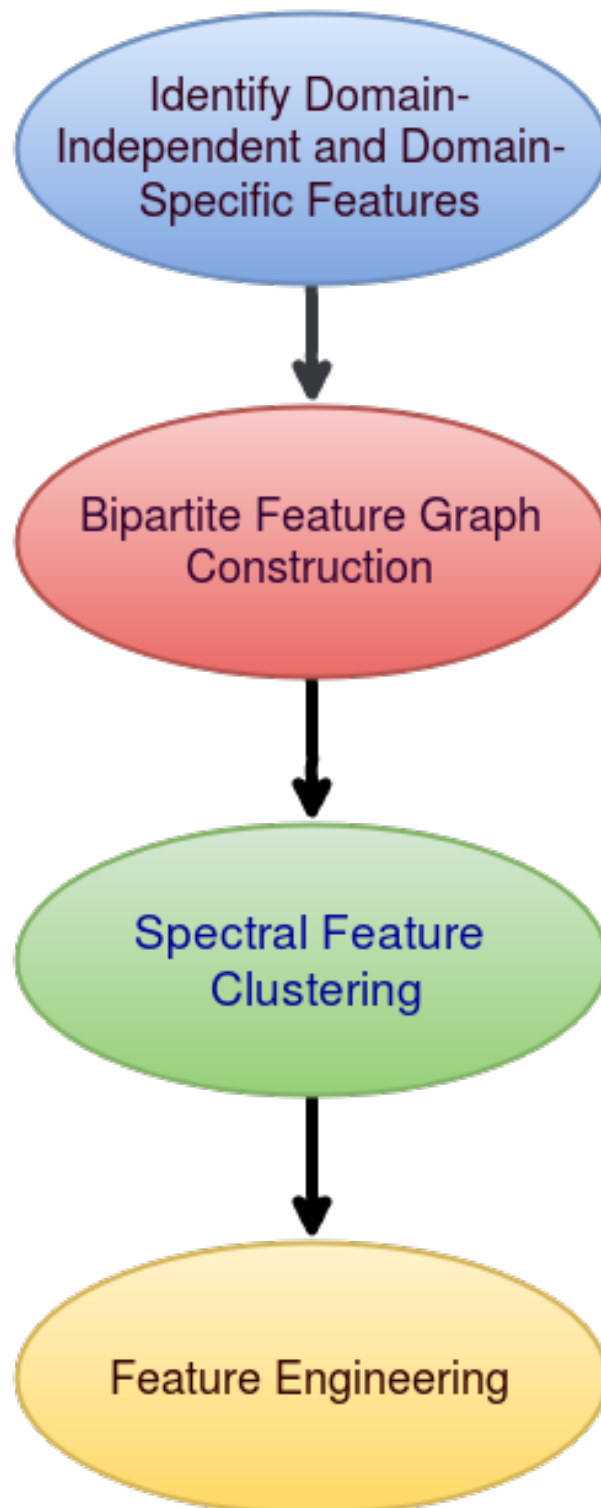 Identify Domain-
Independent and Domain-
Specific Features
Bipartite Feature Graph
Construction
Spectral Feature
Clustering
Feature Engineering